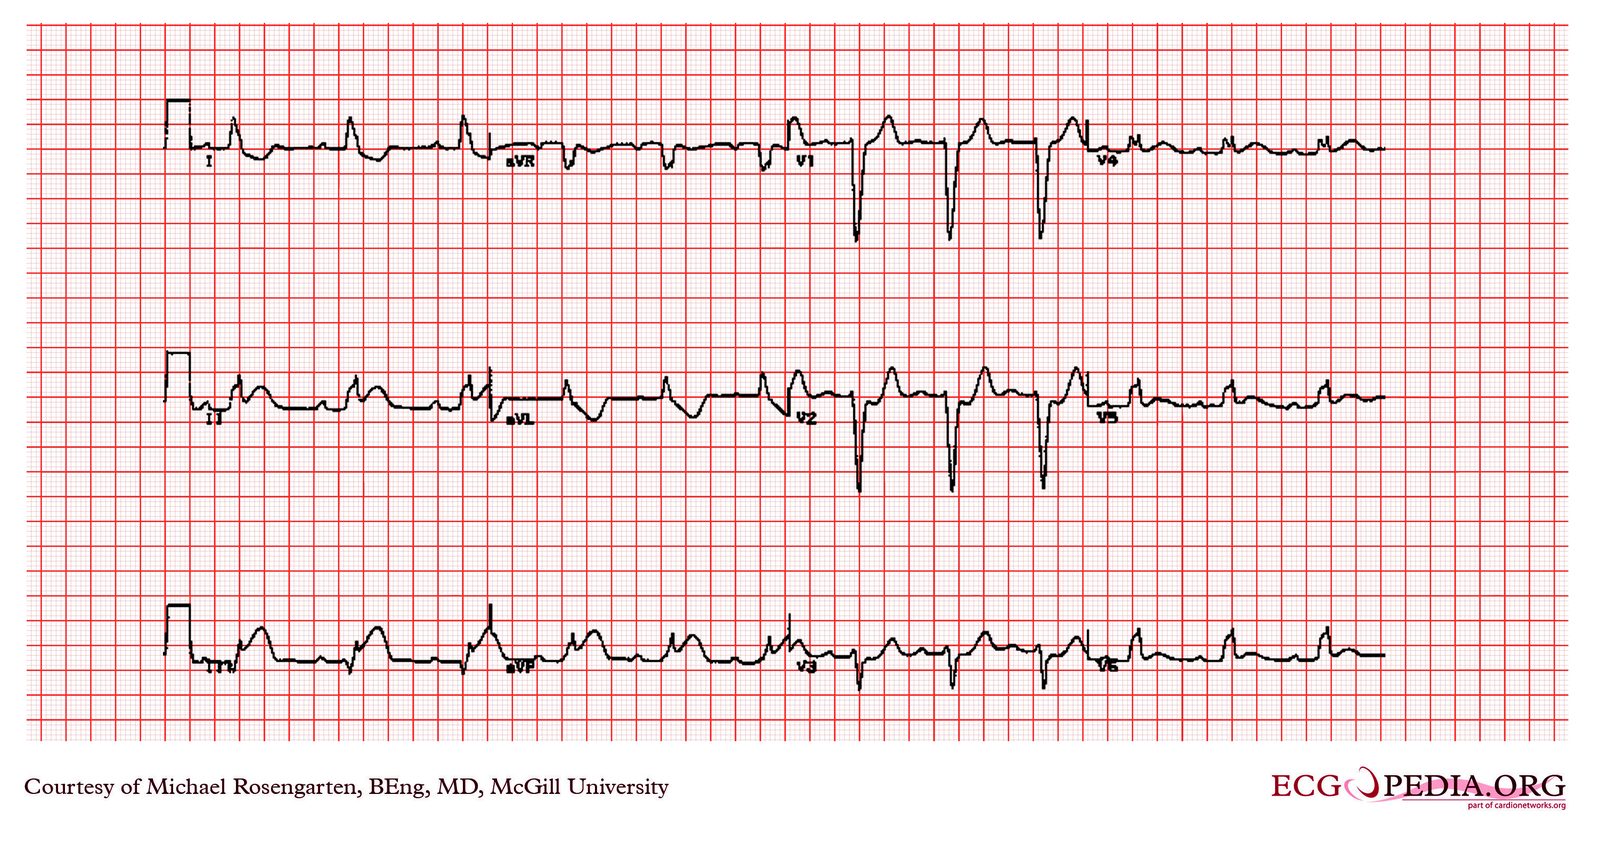 I aVR V1 V4
II aVL V2 V5
III aVF V3 V6
Courtesy of Michael Rosengarten, BEng, MD, McGill University
ECGPEDIA.ORG
part of cardionetworks.org